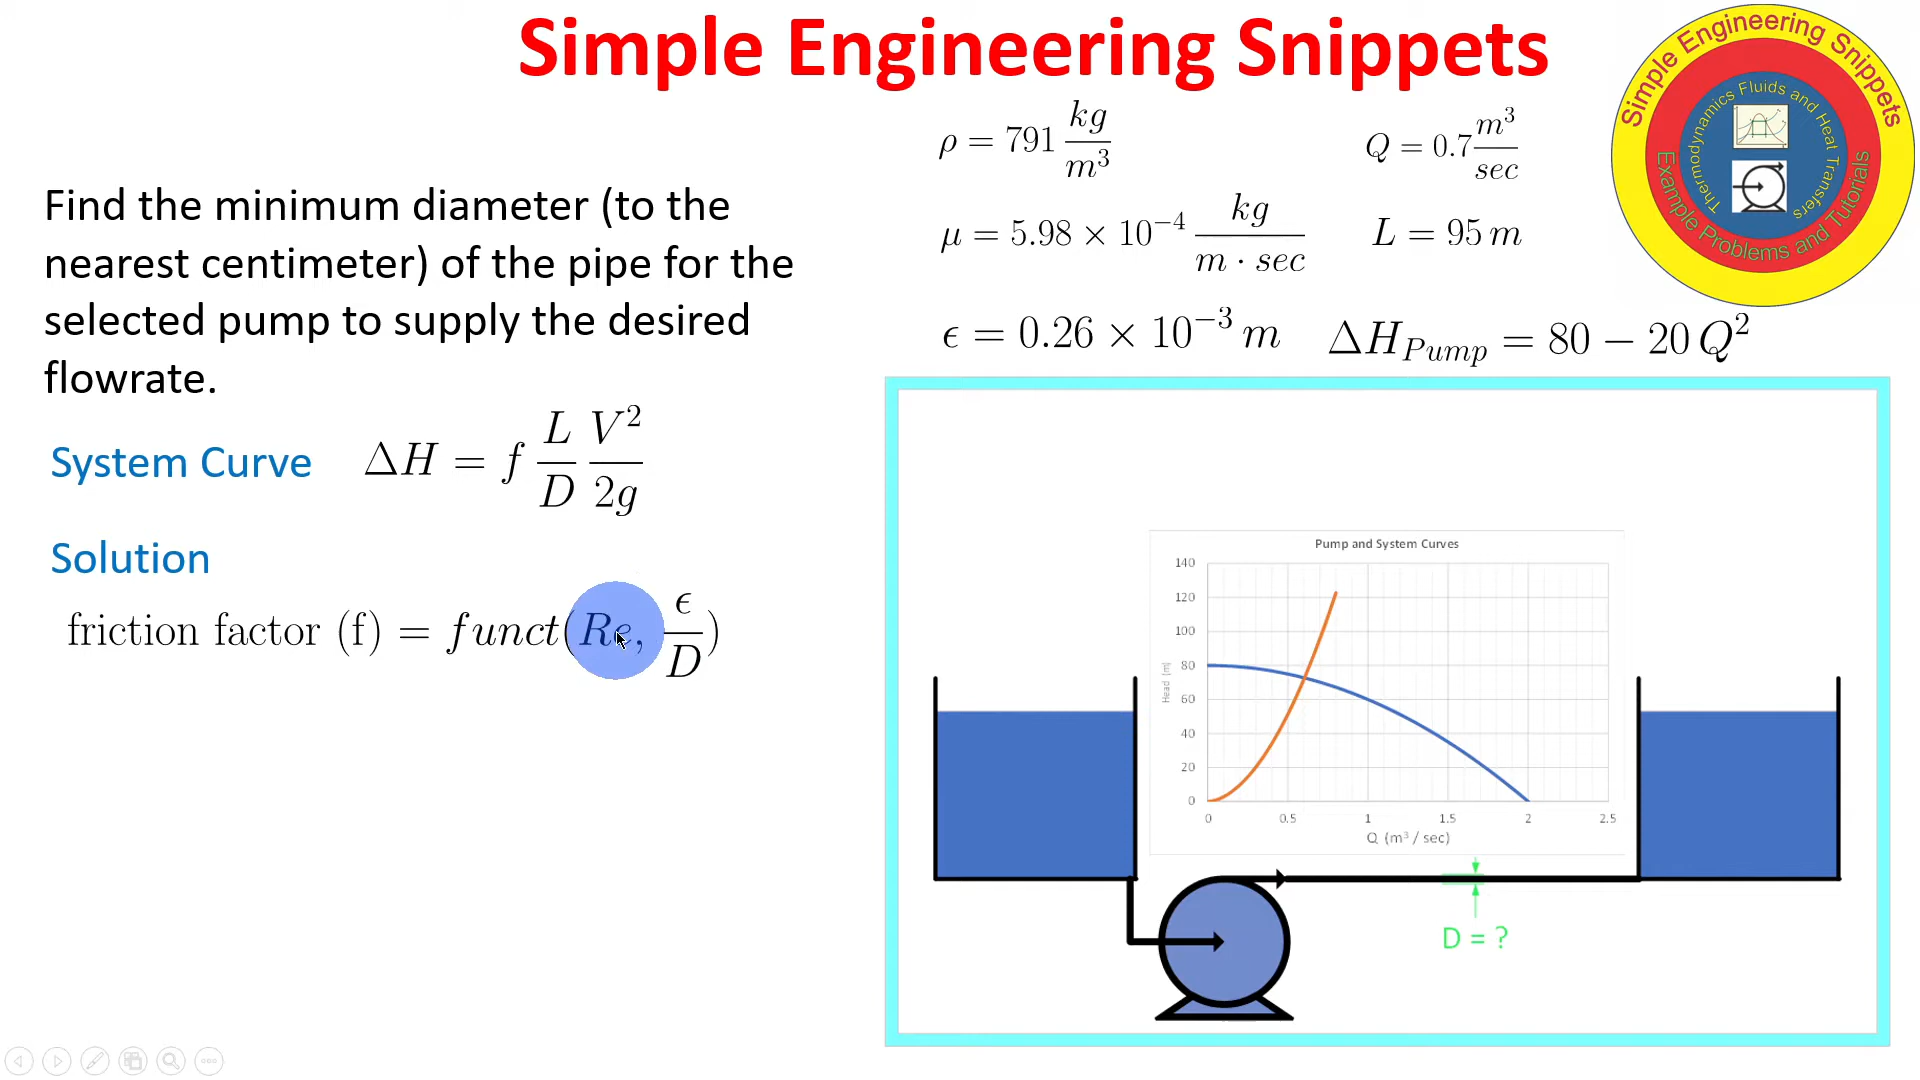 Simple Engineering Snippets
Simple Engineering Snippets
Thermodynamics Fluids and Heat Transfers
Example Problems and Tutorials
ρ = 791 kg/m³
Q = 0.7 m³/sec
μ = 5.98 × 10⁻⁴ kg/(m · sec)
L = 95 m
ϵ = 0.26 × 10⁻³ m
ΔH_Pump = 80 − 20 Q²
Find the minimum diameter (to the
nearest centimeter) of the pipe for the
selected pump to supply the desired
flowrate.
System Curve ΔH = f L/D V²/2g
Solution
friction factor (f) = funct(Re, ϵ/D)
Pump and System Curves
140
120
100
80
60
40
20
0
Head (m)
0 0.5 1 1.5 2 2.5
Q (m³ / sec)
D = ?